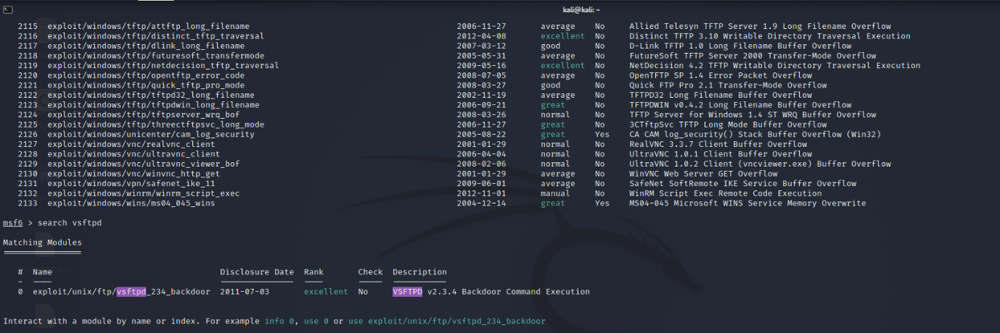 kali@kali: ~
2115 exploit/windows/tftp/attftp_long_filename 2006-11-27 average No Allied Telesyn TFTP Server 1.9 Long Filename Overflow
2116 exploit/windows/tftp/distinct_tftp_traversal 2012-04-08 excellent No Distinct TFTP 3.10 Writable Directory Traversal Execution
2117 exploit/windows/tftp/dlink_long_filename 2007-03-12 good No D-Link TFTP 1.0 Long Filename Buffer Overflow
2118 exploit/windows/tftp/futuresoft_transfermode 2005-05-31 average No FutureSoft TFTP Server 2000 Transfer-Mode Overflow
2119 exploit/windows/tftp/netdecision_tftp_traversal 2009-05-16 excellent No NetDecision 4.2 TFTP Writable Directory Traversal Execution
2120 exploit/windows/tftp/opentftp_error_code 2008-07-05 average No OpenTFTP SP 1.4 Error Packet Overflow
2121 exploit/windows/tftp/quick_tftp_pro_mode 2008-03-27 good No Quick FTP Pro 2.1 Transfer-Mode Overflow
2122 exploit/windows/tftp/tftpd32_long_filename 2002-11-19 average No TFTPD32 Long Filename Buffer Overflow
2123 exploit/windows/tftp/tftpdwin_long_filename 2006-09-21 great No TFTPDWIN v0.4.2 Long Filename Buffer Overflow
2124 exploit/windows/tftp/tftpserver_wrq_bof 2008-03-26 normal No TFTP Server for Windows 1.4 ST WRQ Buffer Overflow
2125 exploit/windows/tftp/threectftpsvc_long_mode 2006-11-27 great No 3CTftpSvc TFTP Long Mode Buffer Overflow
2126 exploit/windows/unicenter/cam_log_security 2005-08-22 great Yes CA CAM log_security() Stack Buffer Overflow (Win32)
2127 exploit/windows/vnc/realvnc_client 2001-01-29 normal No RealVNC 3.3.7 Client Buffer Overflow
2128 exploit/windows/vnc/ultravnc_client 2006-04-04 normal No UltraVNC 1.0.1 Client Buffer Overflow
2129 exploit/windows/vnc/ultravnc_viewer_bof 2008-02-06 normal No UltraVNC 1.0.2 Client (vncviewer.exe) Buffer Overflow
2130 exploit/windows/vnc/winvnc_http_get 2001-01-29 average No WinVNC Web Server GET Overflow
2131 exploit/windows/vpn/safenet_ike_11 2009-06-01 average No SafeNet SoftRemote IKE Service Buffer Overflow
2132 exploit/windows/winrm/winrm_script_exec 2012-11-01 manual No WinRM Script Exec Remote Code Execution
2133 exploit/windows/wins/ms04_045_wins 2004-12-14 great Yes MS04-045 Microsoft WINS Service Memory Overwrite
msf6 > search vsftpd
Matching Modules
================
# Name Disclosure Date Rank Check Description
- ---- --------------- ---- ----- -----------
0 exploit/unix/ftp/vsftpd_234_backdoor 2011-07-03 excellent No VSFTPD v2.3.4 Backdoor Command Execution
Interact with a module by name or index. For example info 0, use 0 or use exploit/unix/ftp/vsftpd_234_backdoor